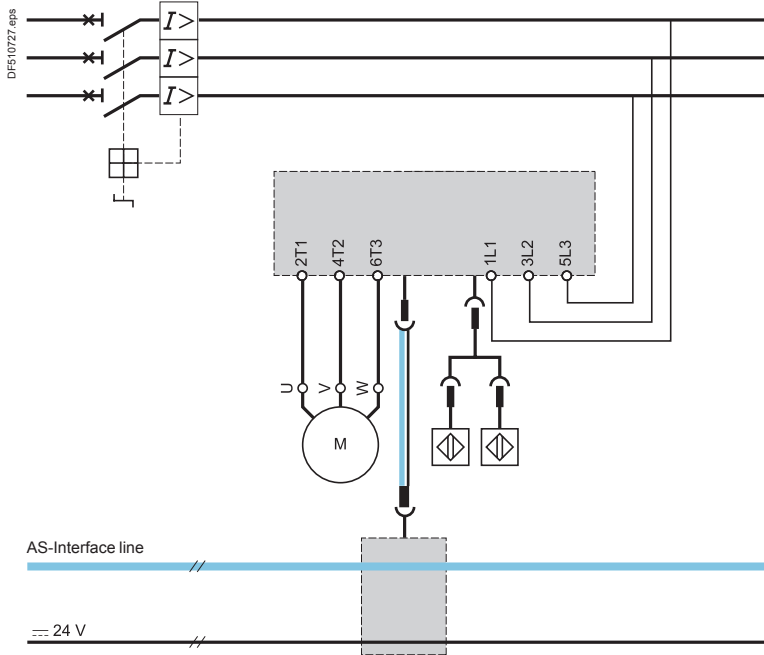 DF510727.eps
I>
I>
I>
2T1
4T2
6T3
1L1
3L2
5L3
U
V
W
M
AS-Interface line
//
⎓ 24 V
//